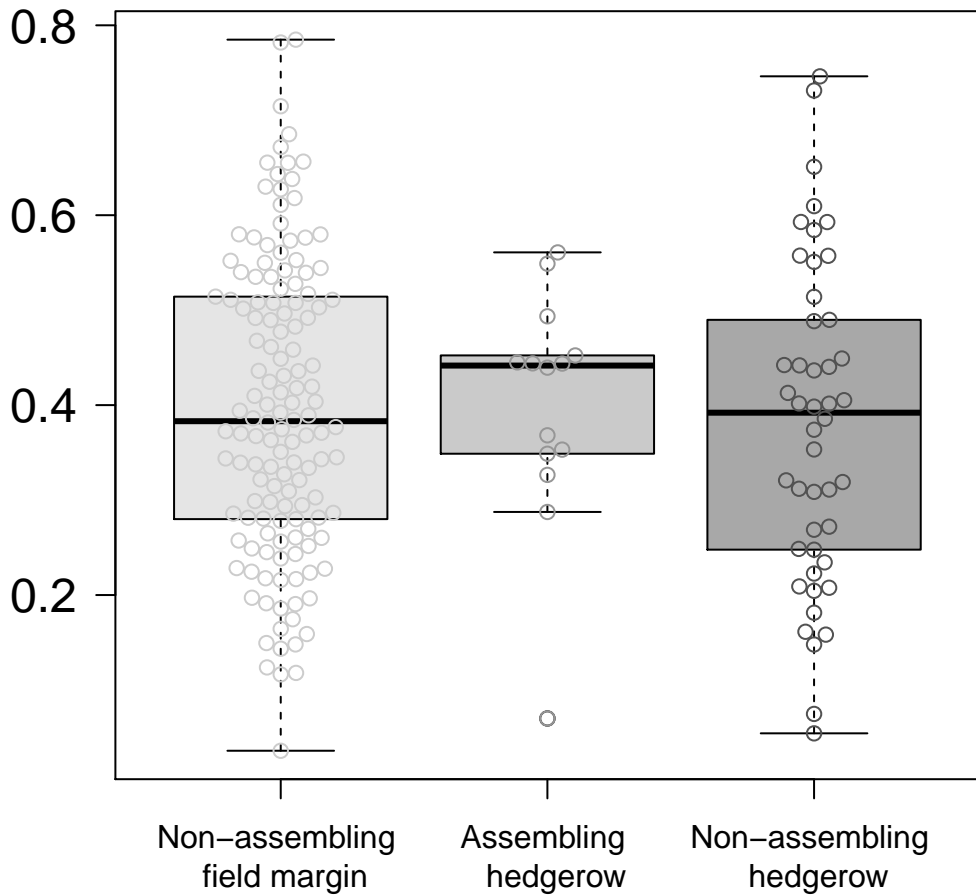 0.8
0.6
0.4
0.2
Non−assembling
field margin
Assembling
hedgerow
Non−assembling
hedgerow